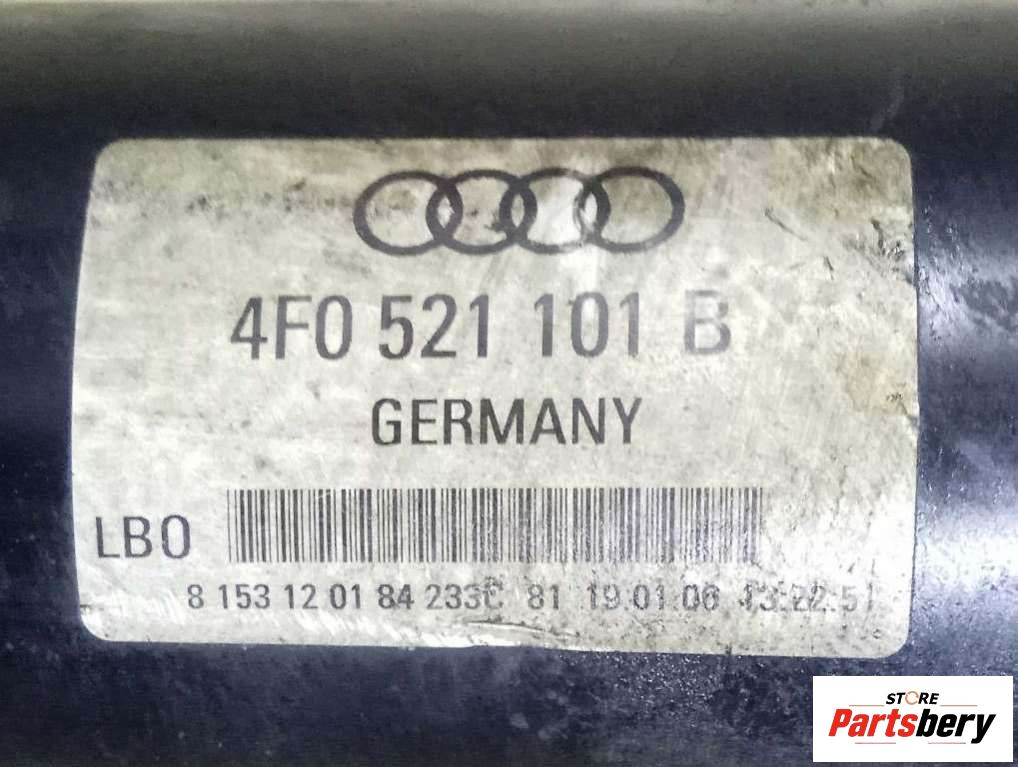 4F0 521 101 B
GERMANY
LB0
8 153 12 01 84 233C 81 19.01.06 13:22:51
STORE
Partsbery